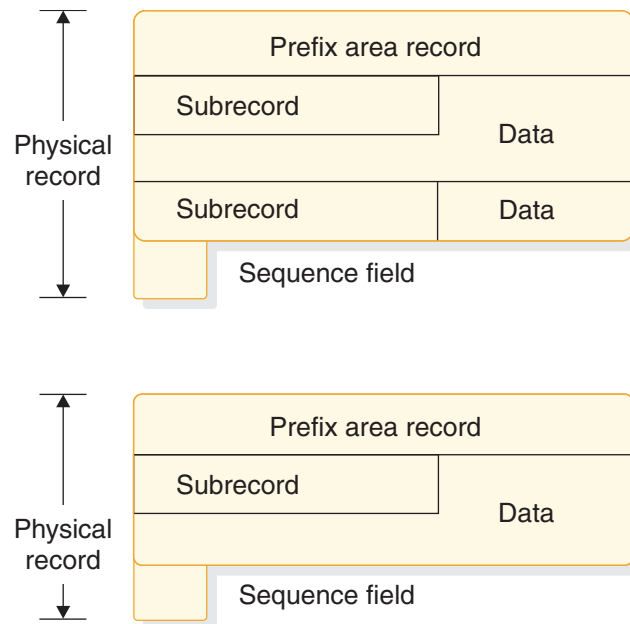 Prefix area record
Subrecord
Data
Physical
record
Subrecord
Data
Sequence field
Prefix area record
Subrecord
Data
Physical
record
Sequence field